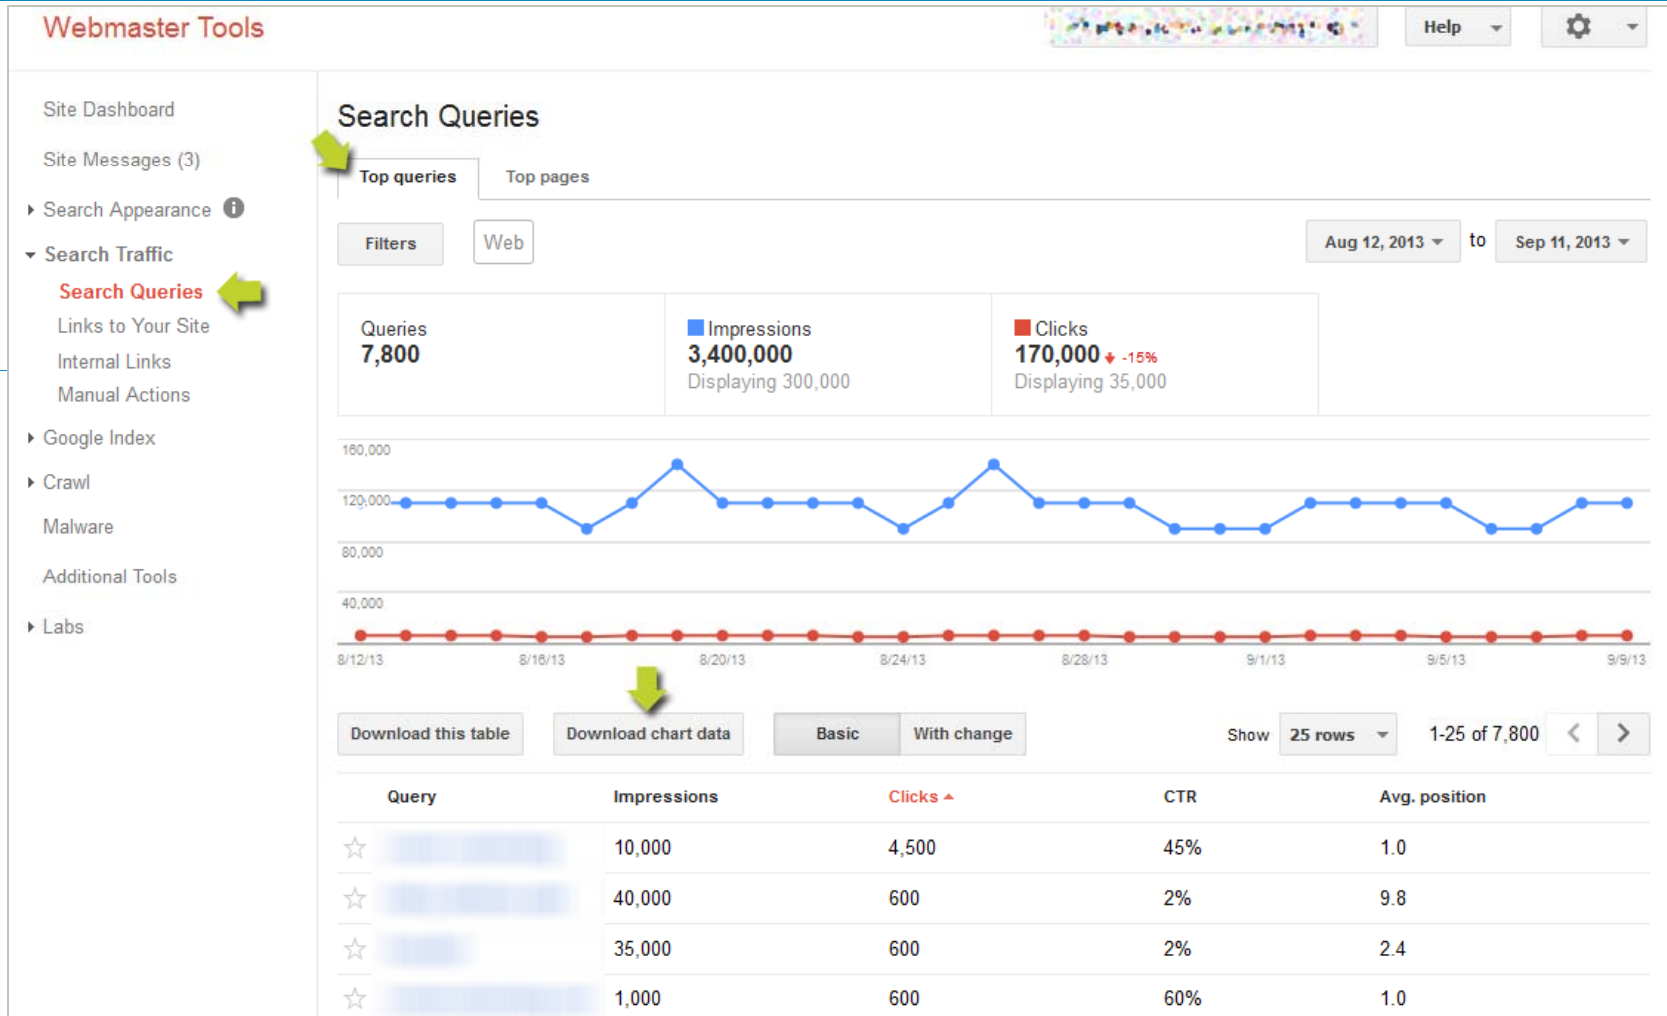 Webmaster Tools
Help
Site Dashboard
Site Messages (3)
Search Appearance
Search Traffic
Search Queries
Links to Your Site
Internal Links
Manual Actions
Google Index
Crawl
Malware
Additional Tools
Labs
Search Queries
Top queries Top pages
Filters Web Aug 12, 2013 to Sep 11, 2013
Queries Impressions Clicks
7,800 3,400,000 170,000 -15%
Displaying 300,000 Displaying 35,000
160,000
120,000
80,000
40,000
8/12/13 8/16/13 8/20/13 8/24/13 8/28/13 9/1/13 9/5/13 9/9/13
Download this table Download chart data Basic With change Show 25 rows 1-25 of 7,800
Query Impressions Clicks CTR Avg. position
10,000 4,500 45% 1.0
40,000 600 2% 9.8
35,000 600 2% 2.4
1,000 600 60% 1.0